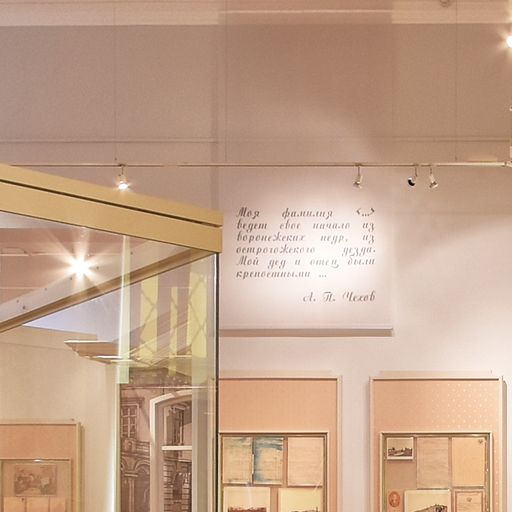 Моя фамилия <...>
ведет свое начало из
воронежских недр, из
острогожского уезда.
Мой дед и отец были
крепостными ...
А. П. Чехов